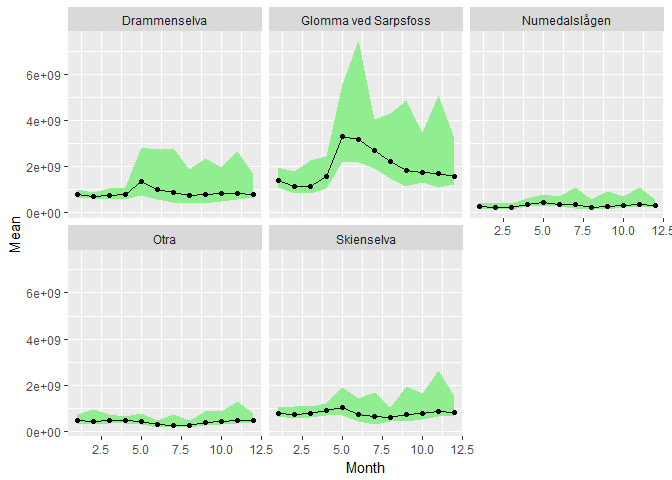 Drammenselva
Glomma ved Sarpsfoss
Numedalslågen
6e+09
4e+09
2e+09
0e+00
2.5 5.0 7.5 10.0 12.5
Otra
Skienselva
6e+09
4e+09
2e+09
0e+00
2.5 5.0 7.5 10.0 12.5
2.5 5.0 7.5 10.0 12.5
Mean
Month